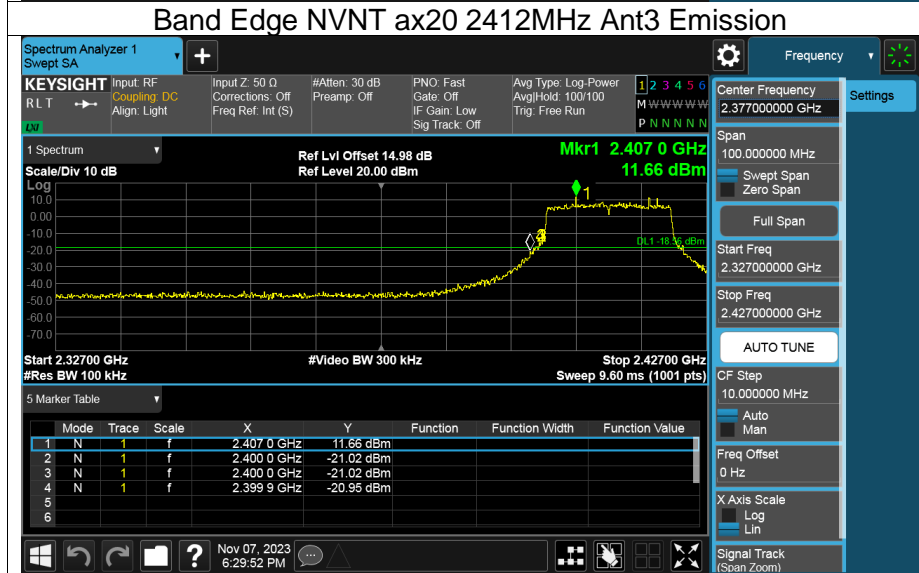 Band Edge NVNT ax20 2412MHz Ant3 Emission
Spectrum Analyzer 1
Swept SA
+
Frequency
KEYSIGHT Input: RF Input Z: 50 Ω #Atten: 30 dB PNO: Fast Avg Type: Log-Power 1 2 3 4 5 6
RLT Coupling: DC Corrections: Off Preamp: Off Gate: Off Avg|Hold: 100/100 M W W W W W
Align: Light Freq Ref: Int (S) IF Gain: Low Trig: Free Run
LXI Sig Track: Off P N N N N N
1 Spectrum
Scale/Div 10 dB
Ref Lvl Offset 14.98 dB
Ref Level 20.00 dBm
Mkr1 2.407 0 GHz
11.66 dBm
Log
10.0
0.00
-10.0
-20.0
-30.0
-40.0
-50.0
-60.0
-70.0
1
DL1 -18.56 dBm
Start 2.32700 GHz #Video BW 300 kHz Stop 2.42700 GHz
#Res BW 100 kHz Sweep 9.60 ms (1001 pts)
5 Marker Table
Mode Trace Scale X Y Function Function Width Function Value
1 N 1 f 2.407 0 GHz 11.66 dBm
2 N 1 f 2.400 0 GHz -21.02 dBm
3 N 1 f 2.400 0 GHz -21.02 dBm
4 N 1 f 2.399 9 GHz -20.95 dBm
5
6
?
Nov 07, 2023
6:29:52 PM
Center Frequency
2.377000000 GHz
Settings
Span
100.000000 MHz
Swept Span
Zero Span
Full Span
Start Freq
2.327000000 GHz
Stop Freq
2.427000000 GHz
AUTO TUNE
CF Step
10.000000 MHz
Auto
Man
Freq Offset
0 Hz
X Axis Scale
Log
Lin
Signal Track
(Span Zoom)